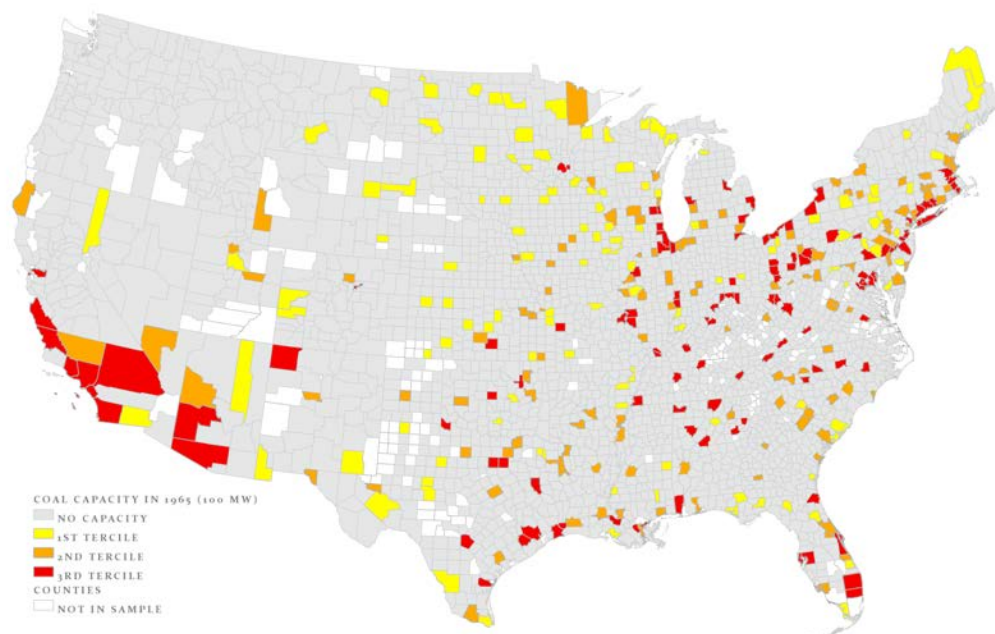 COAL CAPACITY IN 1965 (100 MW)
NO CAPACITY
1ST TERCILE
2ND TERCILE
3RD TERCILE
COUNTIES
NOT IN SAMPLE